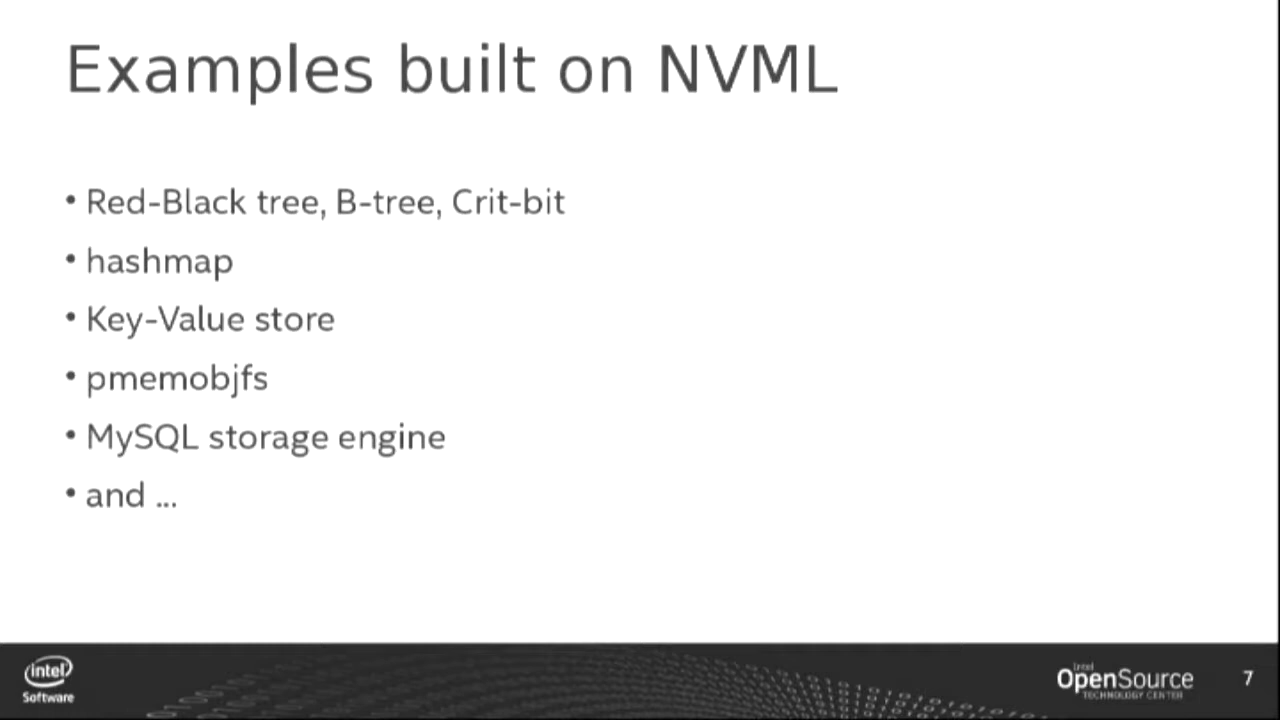 Examples built on NVML
• Red-Black tree, B-tree, Crit-bit
• hashmap
• Key-Value store
• pmemobjfs
• MySQL storage engine
• and ...
intel
Software
intel
OpenSource
TECHNOLOGY CENTER
7